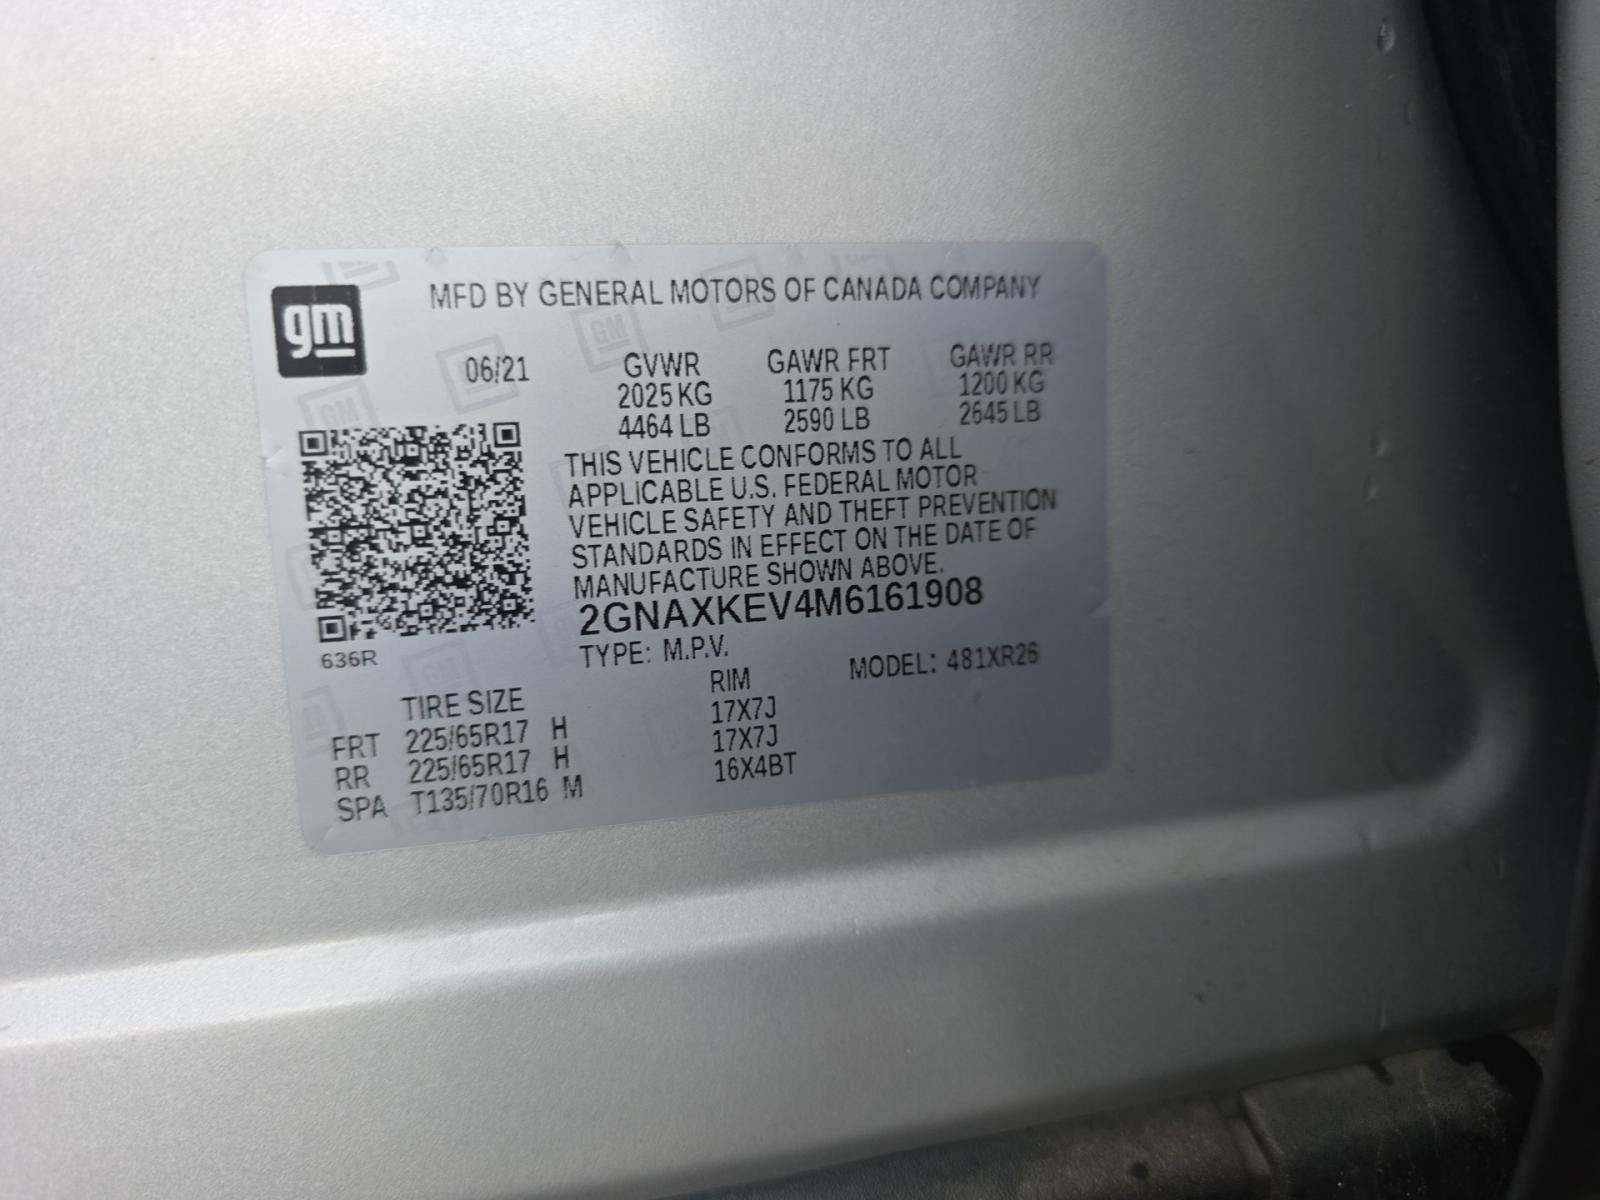 gm
MFD BY GENERAL MOTORS OF CANADA COMPANY
06/21 GVWR GAWR FRT GAWR RR
2025 KG 1175 KG 1200 KG
4464 LB 2590 LB 2645 LB
THIS VEHICLE CONFORMS TO ALL
APPLICABLE U.S. FEDERAL MOTOR
VEHICLE SAFETY AND THEFT PREVENTION
STANDARDS IN EFFECT ON THE DATE OF
MANUFACTURE SHOWN ABOVE.
2GNAXKEV4M6161908
636R
TYPE: M.P.V. MODEL: 481XR26
TIRE SIZE RIM
FRT 225/65R17 H 17X7J
RR 225/65R17 H 17X7J
SPA T135/70R16 M 16X4BT